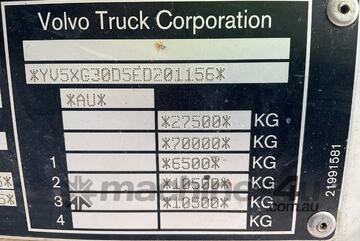 Volvo Truck Corporation
*YV5XG30D5ED201156*
*AU*
*27500* KG
*70000* KG
1 *6500* KG
2 *10500* KG
3 *10500* KG
4 KG
21991581